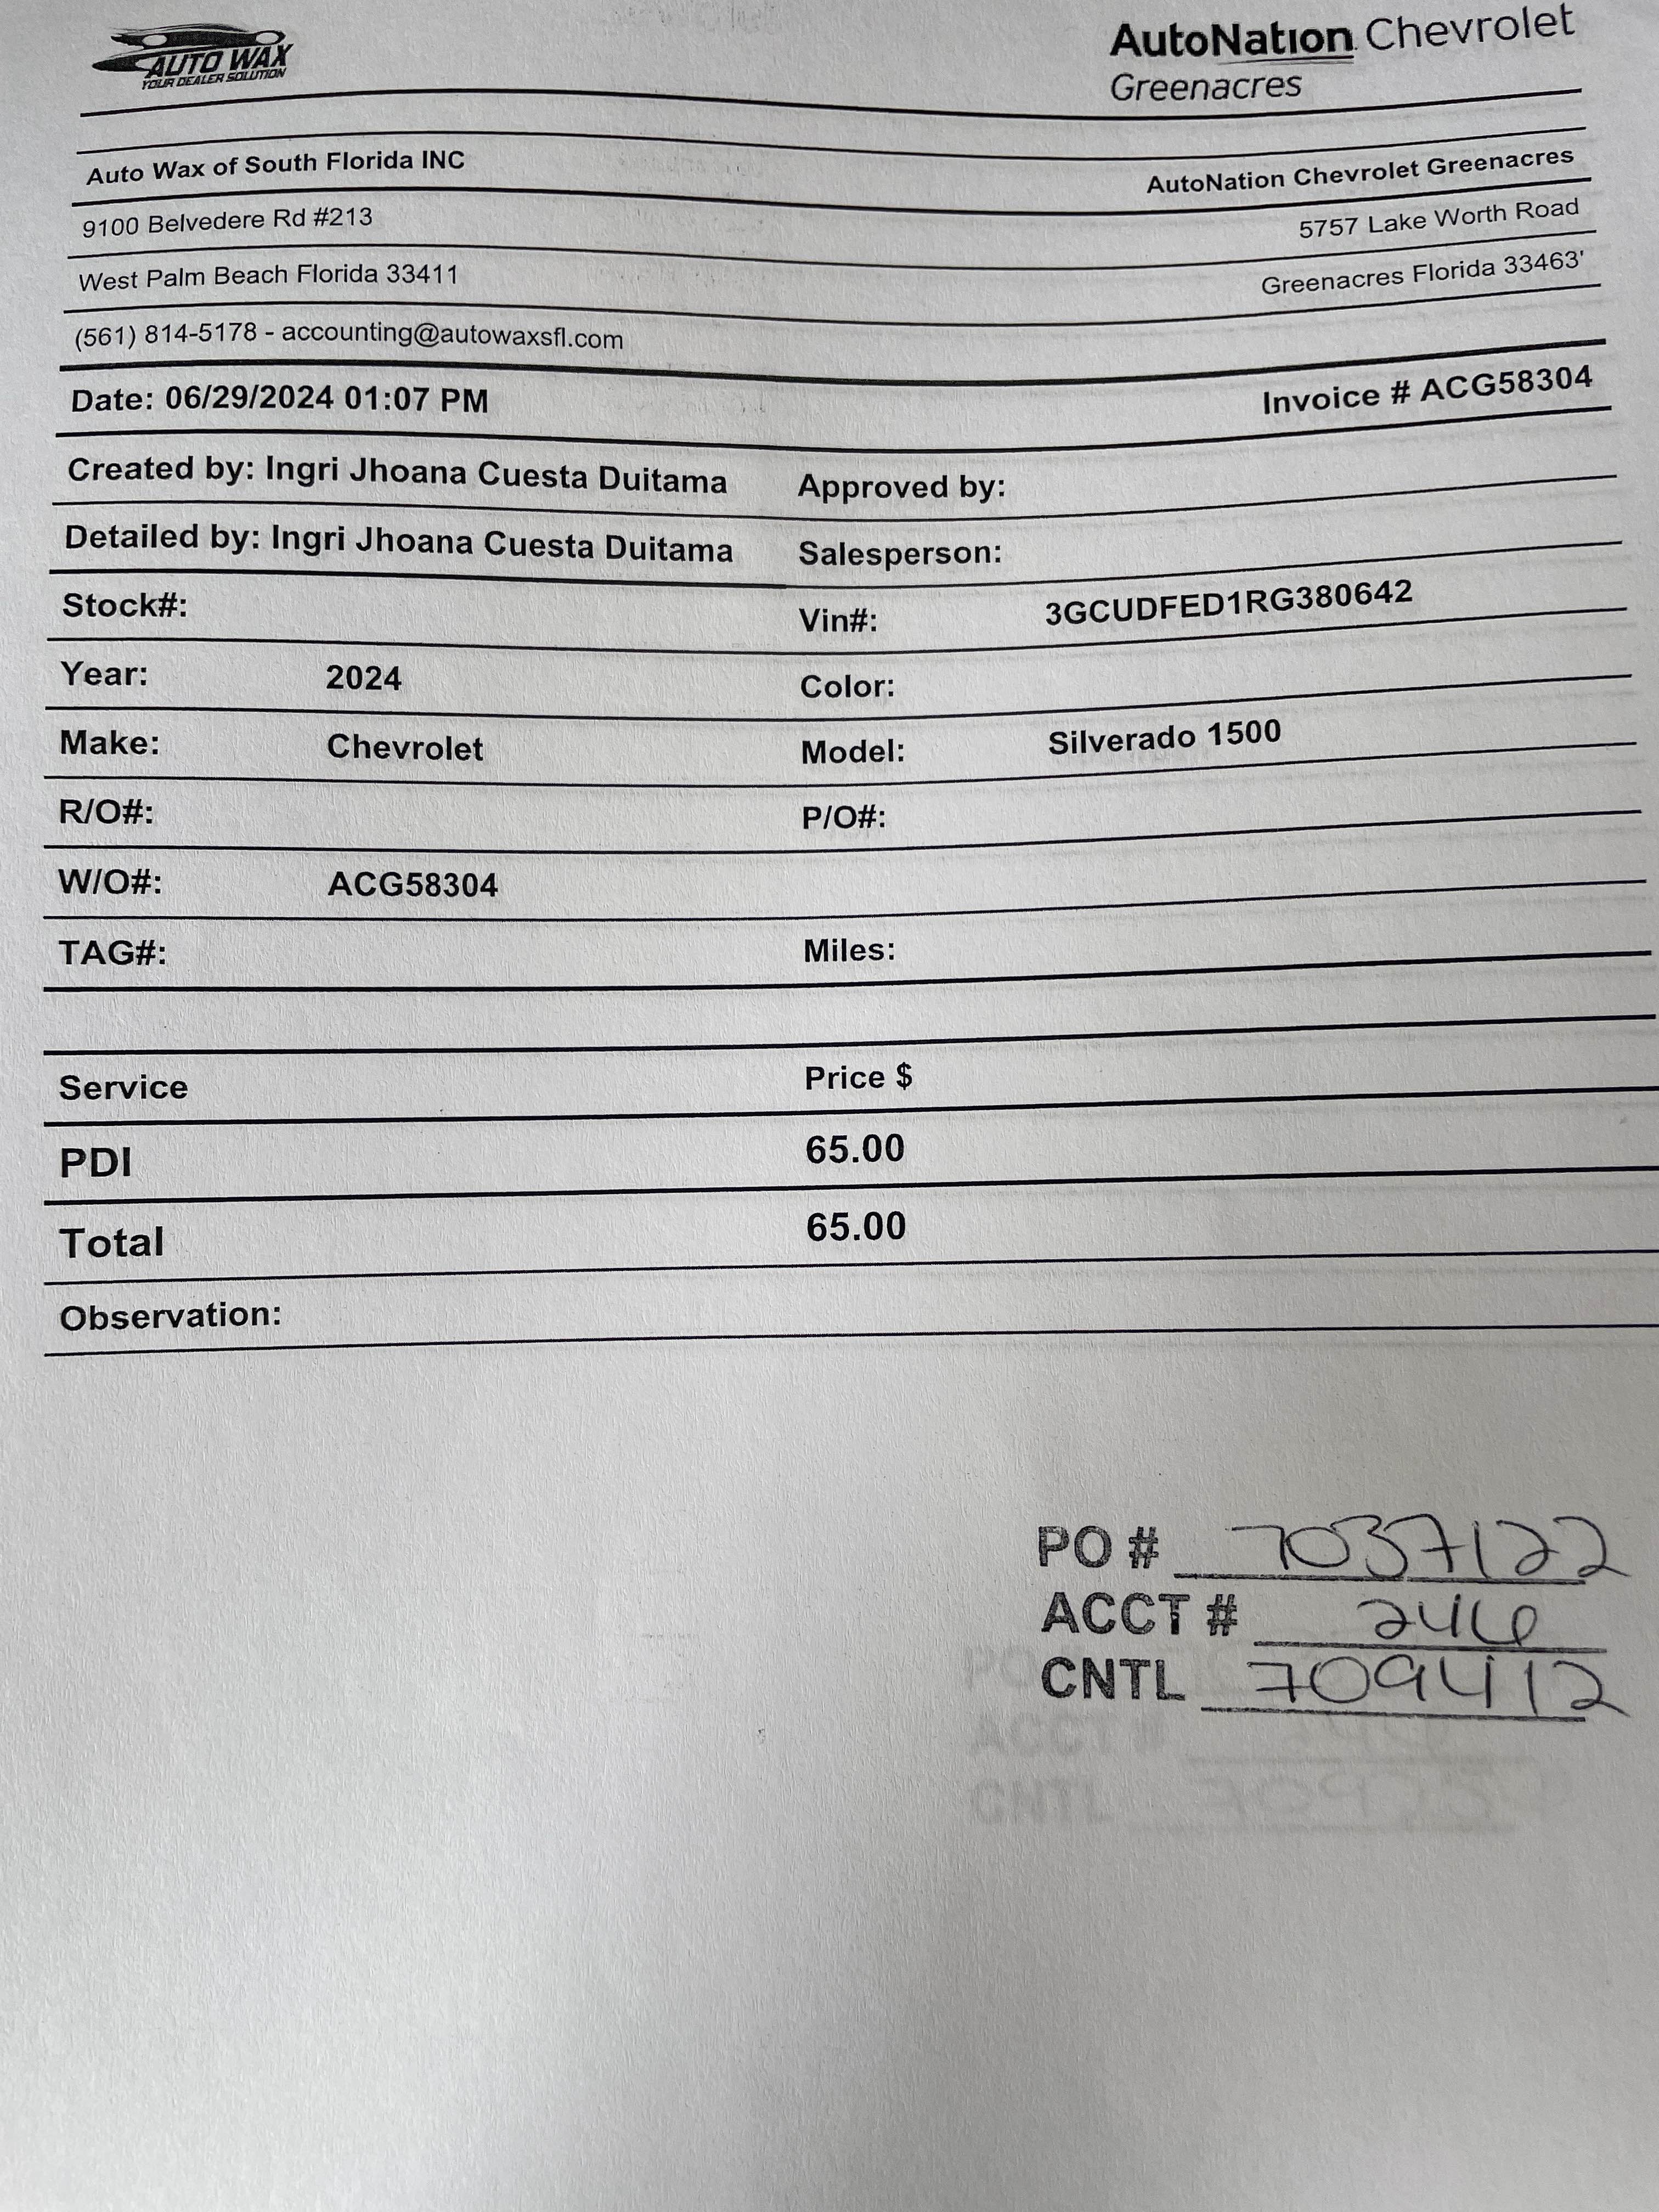 AUTO WAX
YOUR DEALER SOLUTION
AutoNation Chevrolet
Greenacres
Auto Wax of South Florida INC
AutoNation Chevrolet Greenacres
9100 Belvedere Rd #213
5757 Lake Worth Road
West Palm Beach Florida 33411
Greenacres Florida 33463'
(561) 814-5178 - accounting@autowaxsfl.com
Date: 06/29/2024 01:07 PM
Invoice # ACG58304
Created by: Ingri Jhoana Cuesta Duitama
Approved by:
Detailed by: Ingri Jhoana Cuesta Duitama
Salesperson:
Stock#:
Vin#: 3GCUDFED1RG380642
Year: 2024
Color:
Make: Chevrolet
Model: Silverado 1500
R/O#:
P/O#:
W/O#: ACG58304
TAG#:
Miles:
Service Price $
PDI 65.00
Total 65.00
Observation:
PO # 7037122
ACCT # 246
CNTL 709412